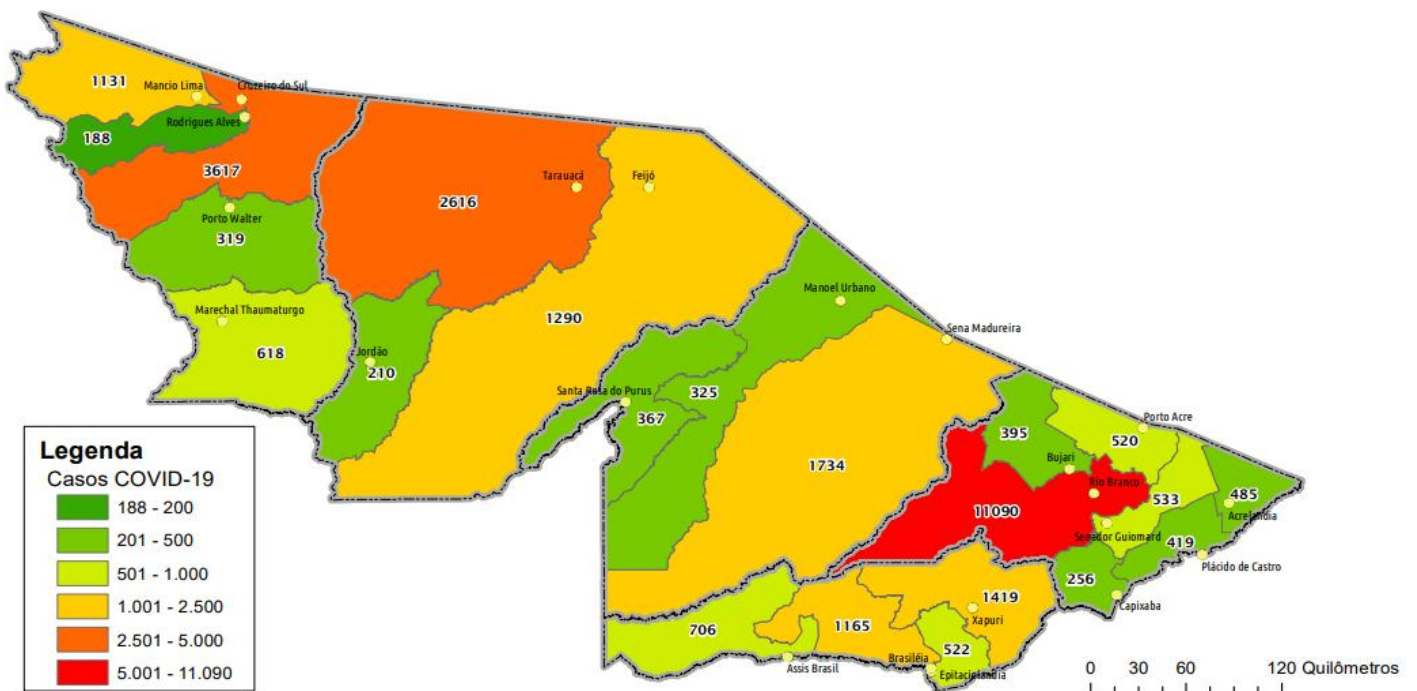 1131
Mancio Lima
Cruzeiro do Sul
Rodrigues Alves
188
3617
Tarauacá
Feijó
2616
Porto Walter
319
Manoel Urbano
Marechal Thaumaturgo
1290
Sena Madureira
618
Jordão
210
Santa Rosa do Purus
325
367
Porto Acre
395
520
1734
Bujari
Rio Branco
485
533
11090
Acrelandia
Senador Guiomard
419
Plácido de Castro
256
Capixaba
1419
Xapuri
706
1165
522
Brasiléia
Assis Brasil
Epitaciolandia
Legenda
Casos COVID-19
188 - 200
201 - 500
501 - 1.000
1.001 - 2.500
2.501 - 5.000
5.001 - 11.090
0 30 60 120 Quilômetros